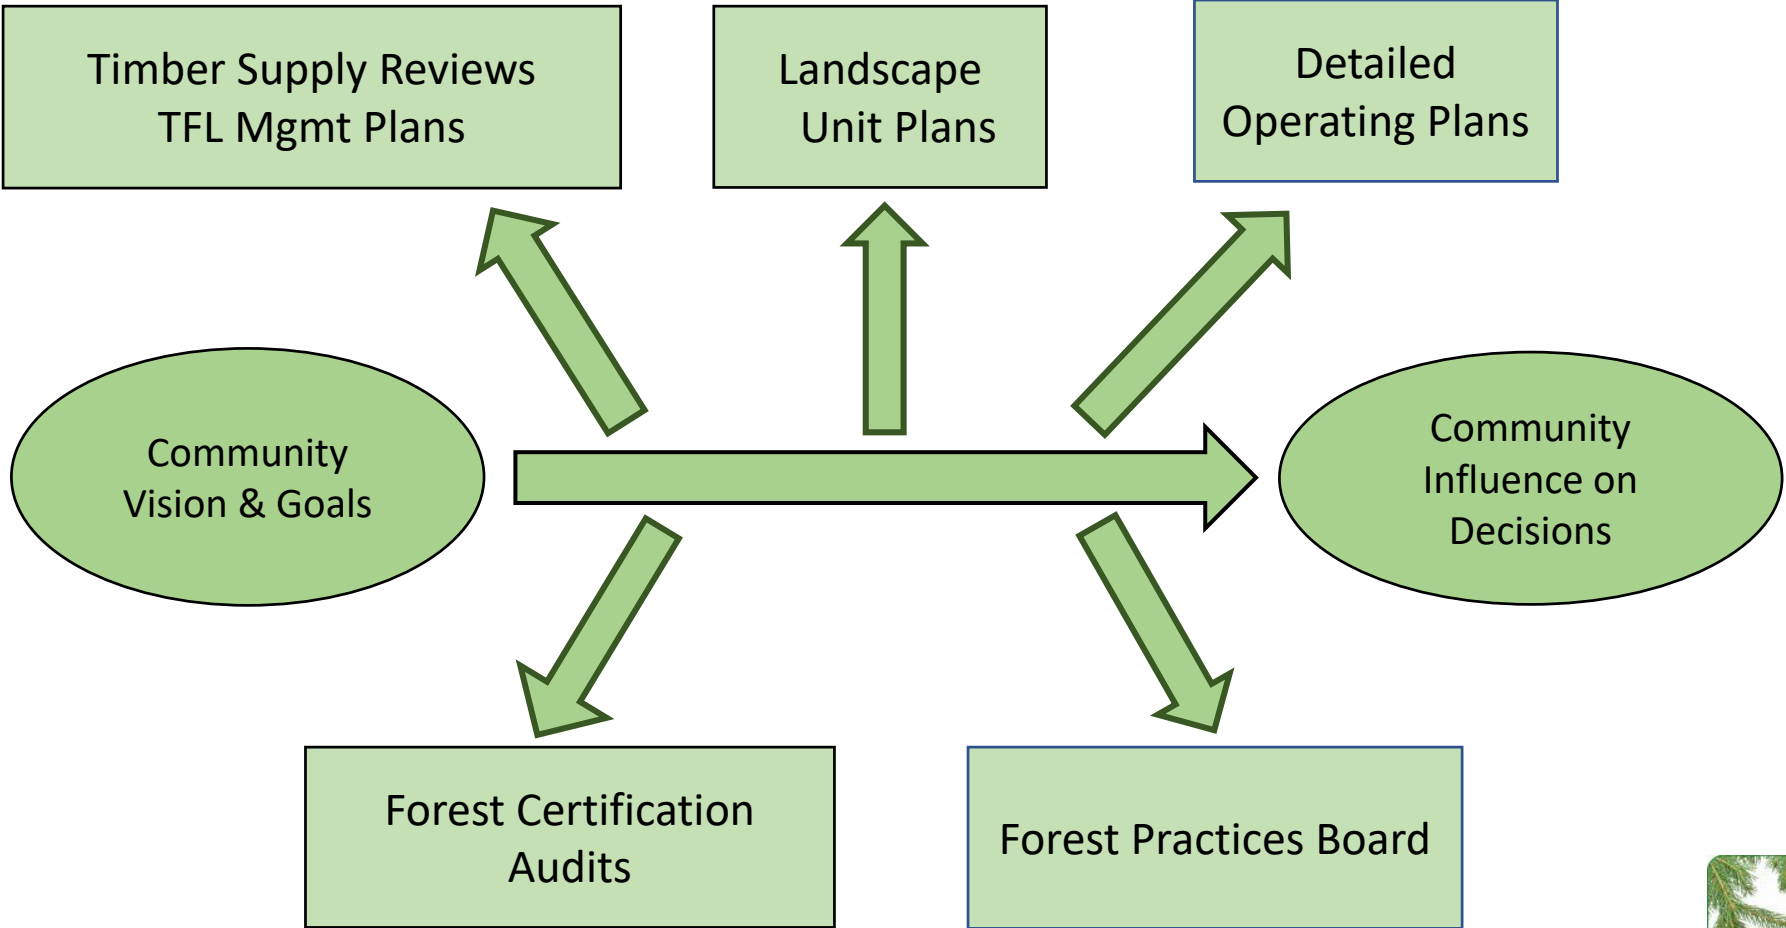 Timber Supply Reviews
TFL Mgmt Plans
Landscape
Unit Plans
Detailed
Operating Plans
Community
Vision & Goals
Community
Influence on
Decisions
Forest Certification
Audits
Forest Practices Board